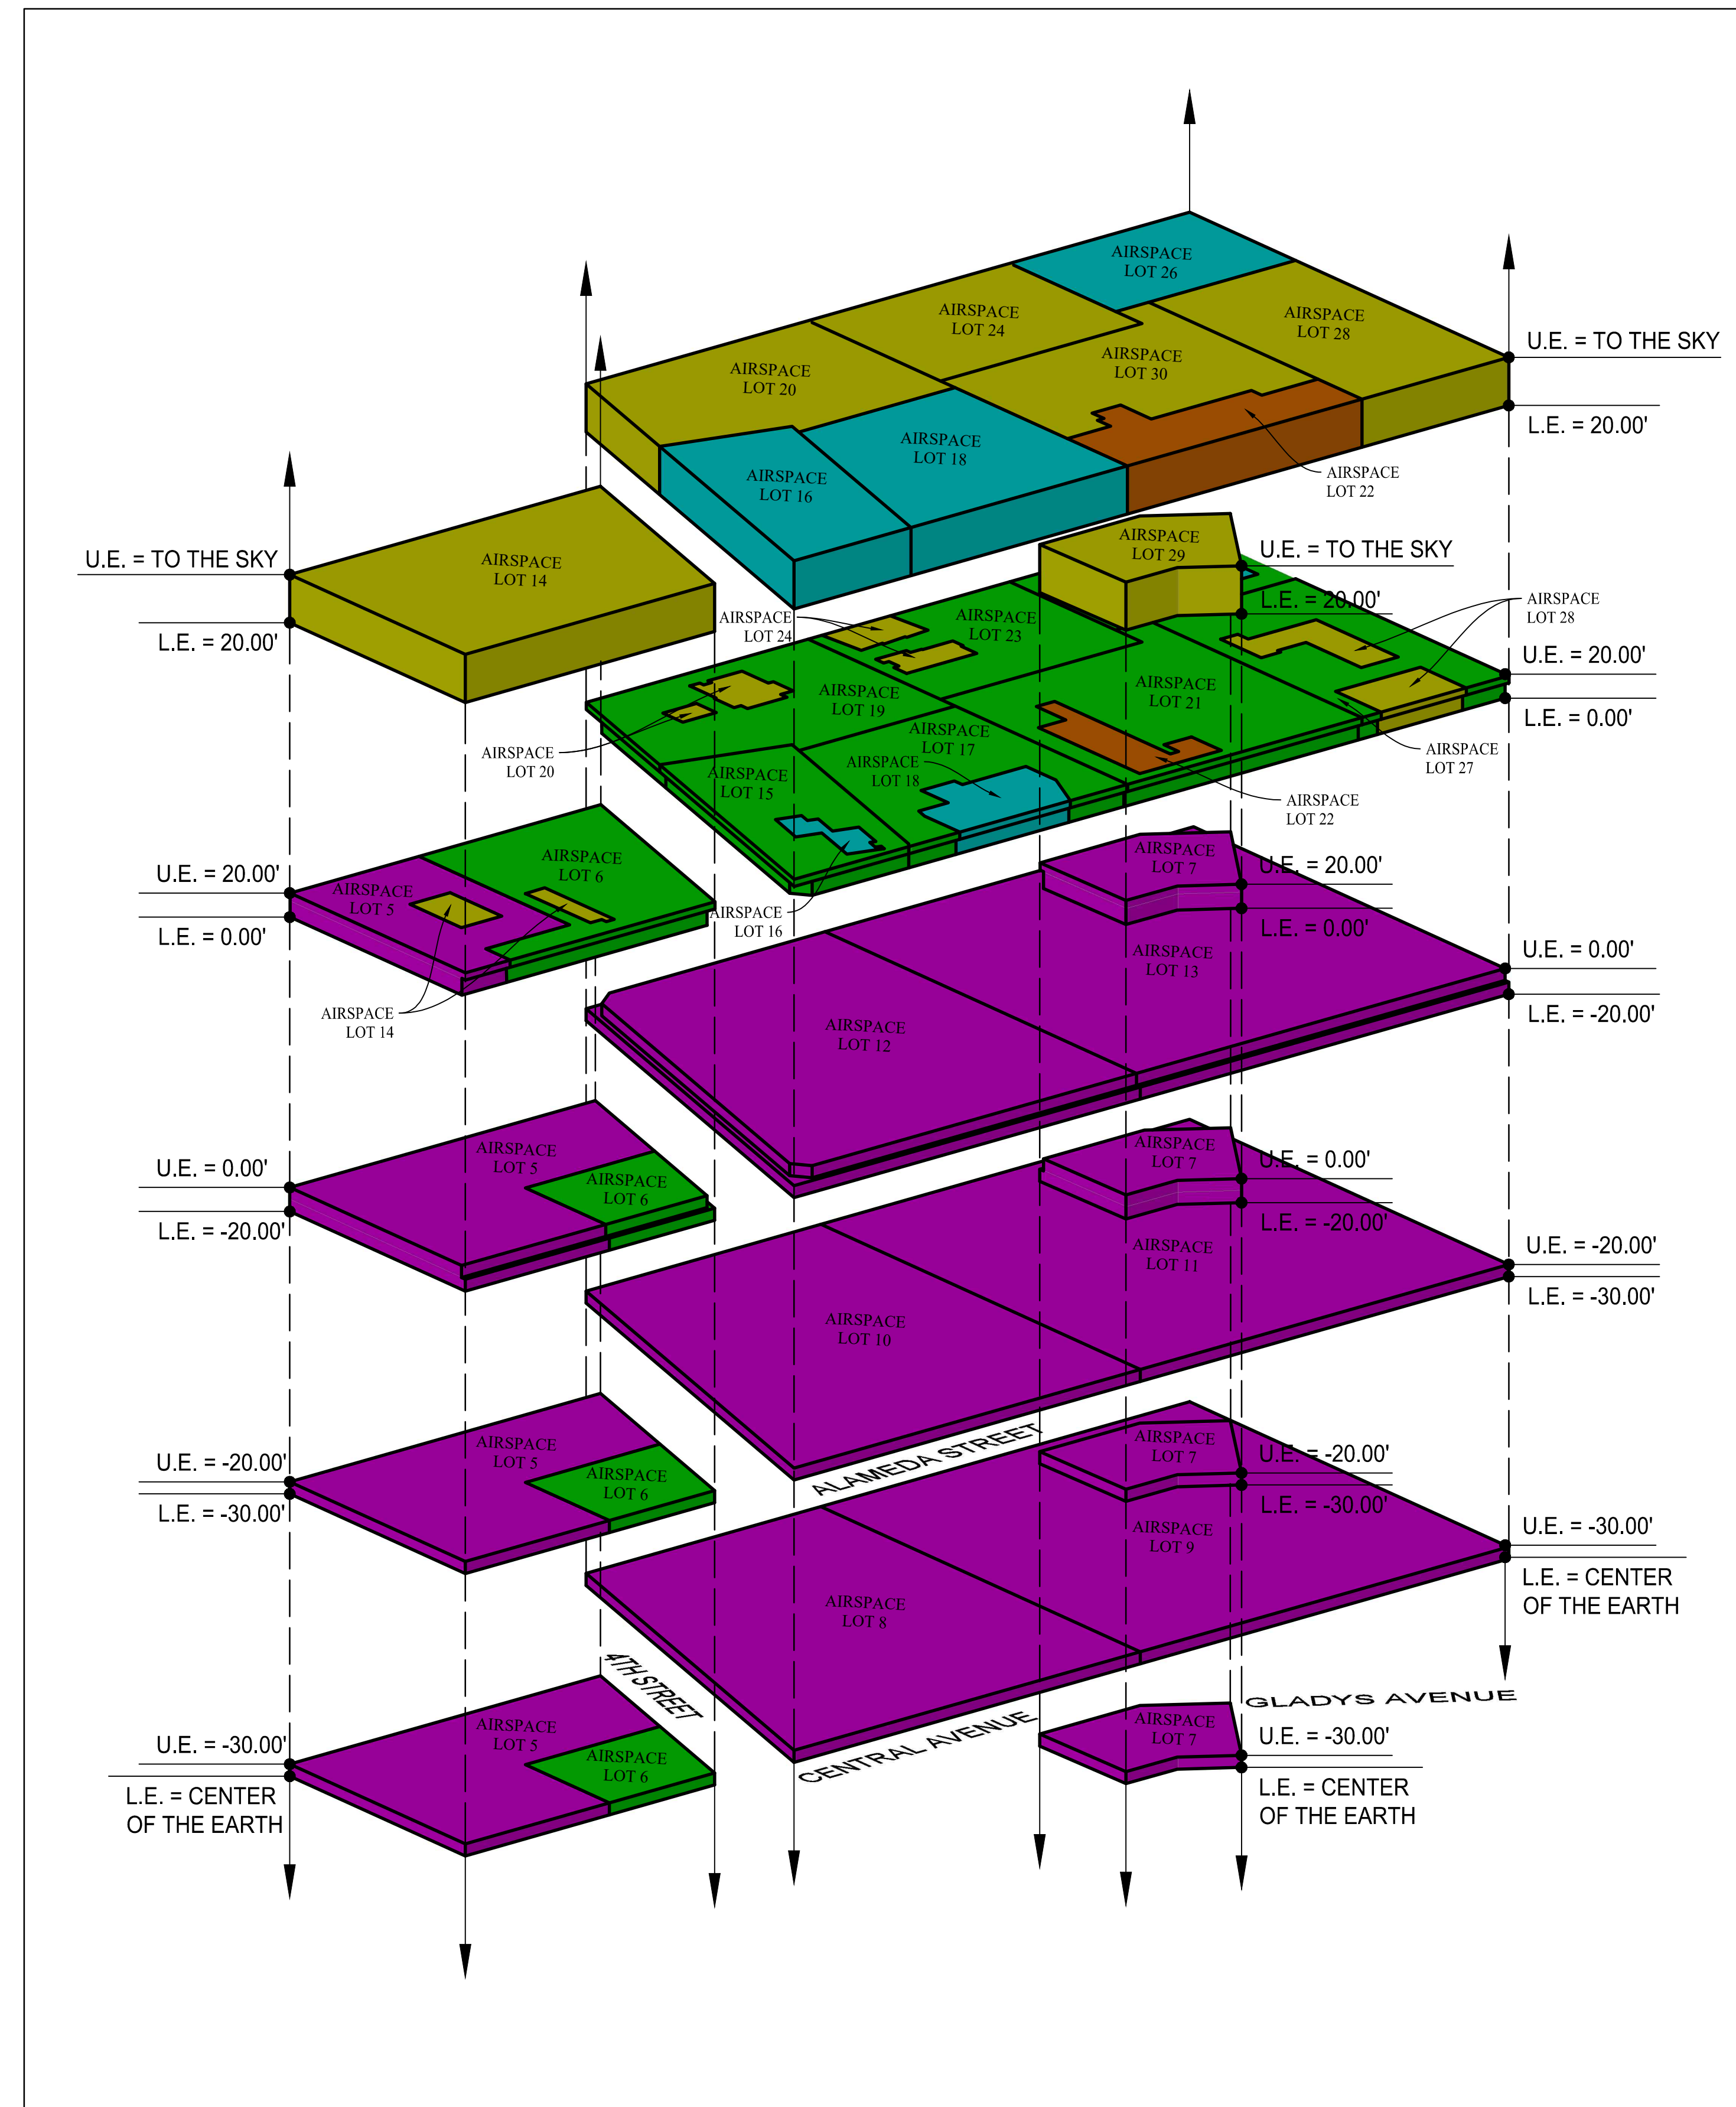 AIRSPACE
LOT 26
AIRSPACE
LOT 24
AIRSPACE
LOT 28
U.E. = TO THE SKY
AIRSPACE
LOT 30
AIRSPACE
LOT 20
L.E. = 20.00'
AIRSPACE
LOT 18
AIRSPACE
LOT 16
AIRSPACE
LOT 22
U.E. = TO THE SKY
AIRSPACE
LOT 14
L.E. = 20.00'
AIRSPACE
LOT 29
U.E. = TO THE SKY
L.E. = 20.00'
AIRSPACE
LOT 24
AIRSPACE
LOT 23
AIRSPACE
LOT 28
U.E. = 20.00'
L.E. = 0.00'
AIRSPACE
LOT 19
AIRSPACE
LOT 21
AIRSPACE
LOT 20
AIRSPACE
LOT 17
AIRSPACE
LOT 18
AIRSPACE
LOT 15
AIRSPACE
LOT 27
AIRSPACE
LOT 22
AIRSPACE
LOT 16
U.E. = 20.00'
L.E. = 0.00'
AIRSPACE
LOT 5
AIRSPACE
LOT 6
AIRSPACE
LOT 14
AIRSPACE
LOT 7
U.E. = 20.00'
L.E. = 0.00'
AIRSPACE
LOT 13
U.E. = 0.00'
L.E. = -20.00'
AIRSPACE
LOT 12
U.E. = 0.00'
L.E. = -20.00'
AIRSPACE
LOT 5
AIRSPACE
LOT 6
AIRSPACE
LOT 7
U.E. = 0.00'
L.E. = -20.00'
AIRSPACE
LOT 11
U.E. = -20.00'
L.E. = -30.00'
AIRSPACE
LOT 10
ALAMEDA STREET
U.E. = -20.00'
L.E. = -30.00'
AIRSPACE
LOT 5
AIRSPACE
LOT 6
AIRSPACE
LOT 7
U.E. = -20.00'
L.E. = -30.00'
AIRSPACE
LOT 9
U.E. = -30.00'
L.E. = CENTER
OF THE EARTH
AIRSPACE
LOT 8
4TH STREET
CENTRAL AVENUE
GLADYS AVENUE
U.E. = -30.00'
L.E. = CENTER
OF THE EARTH
AIRSPACE
LOT 5
AIRSPACE
LOT 6
AIRSPACE
LOT 7
U.E. = -30.00'
L.E. = CENTER
OF THE EARTH